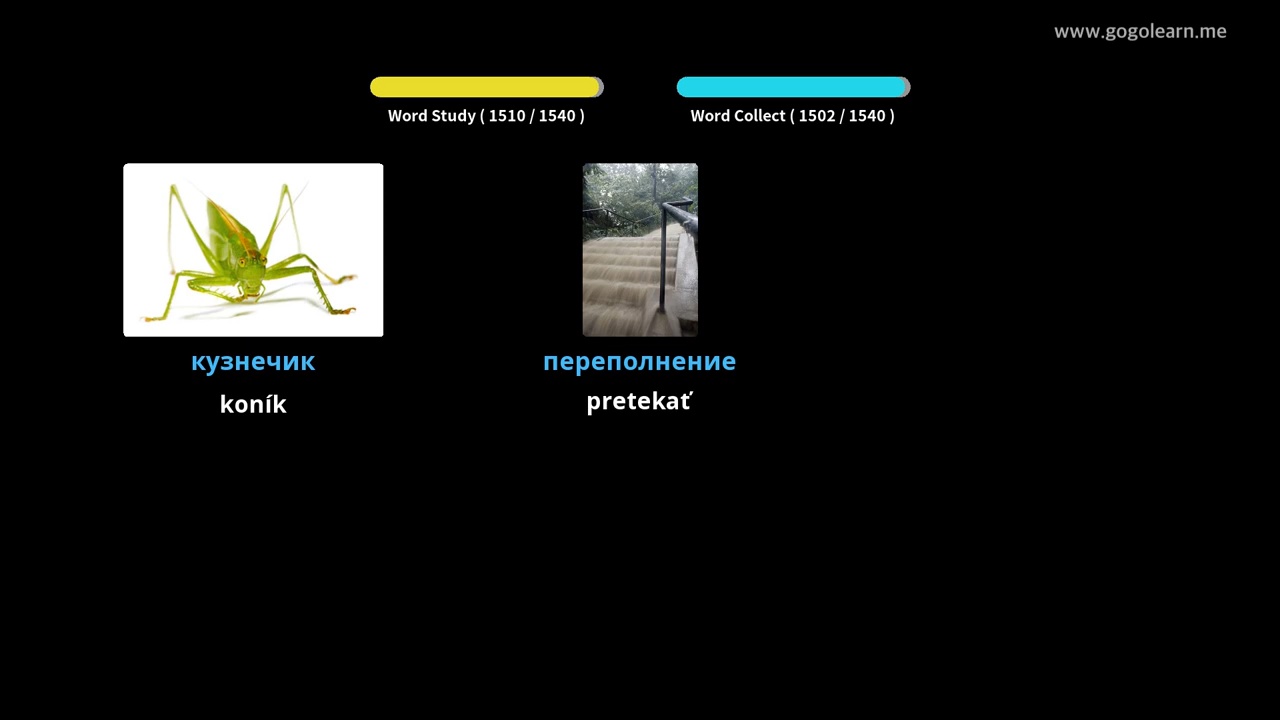 www.gogolearn.me
Word Study ( 1510 / 1540 )
Word Collect ( 1502 / 1540 )
кузнечик
koník
переполнение
pretekať